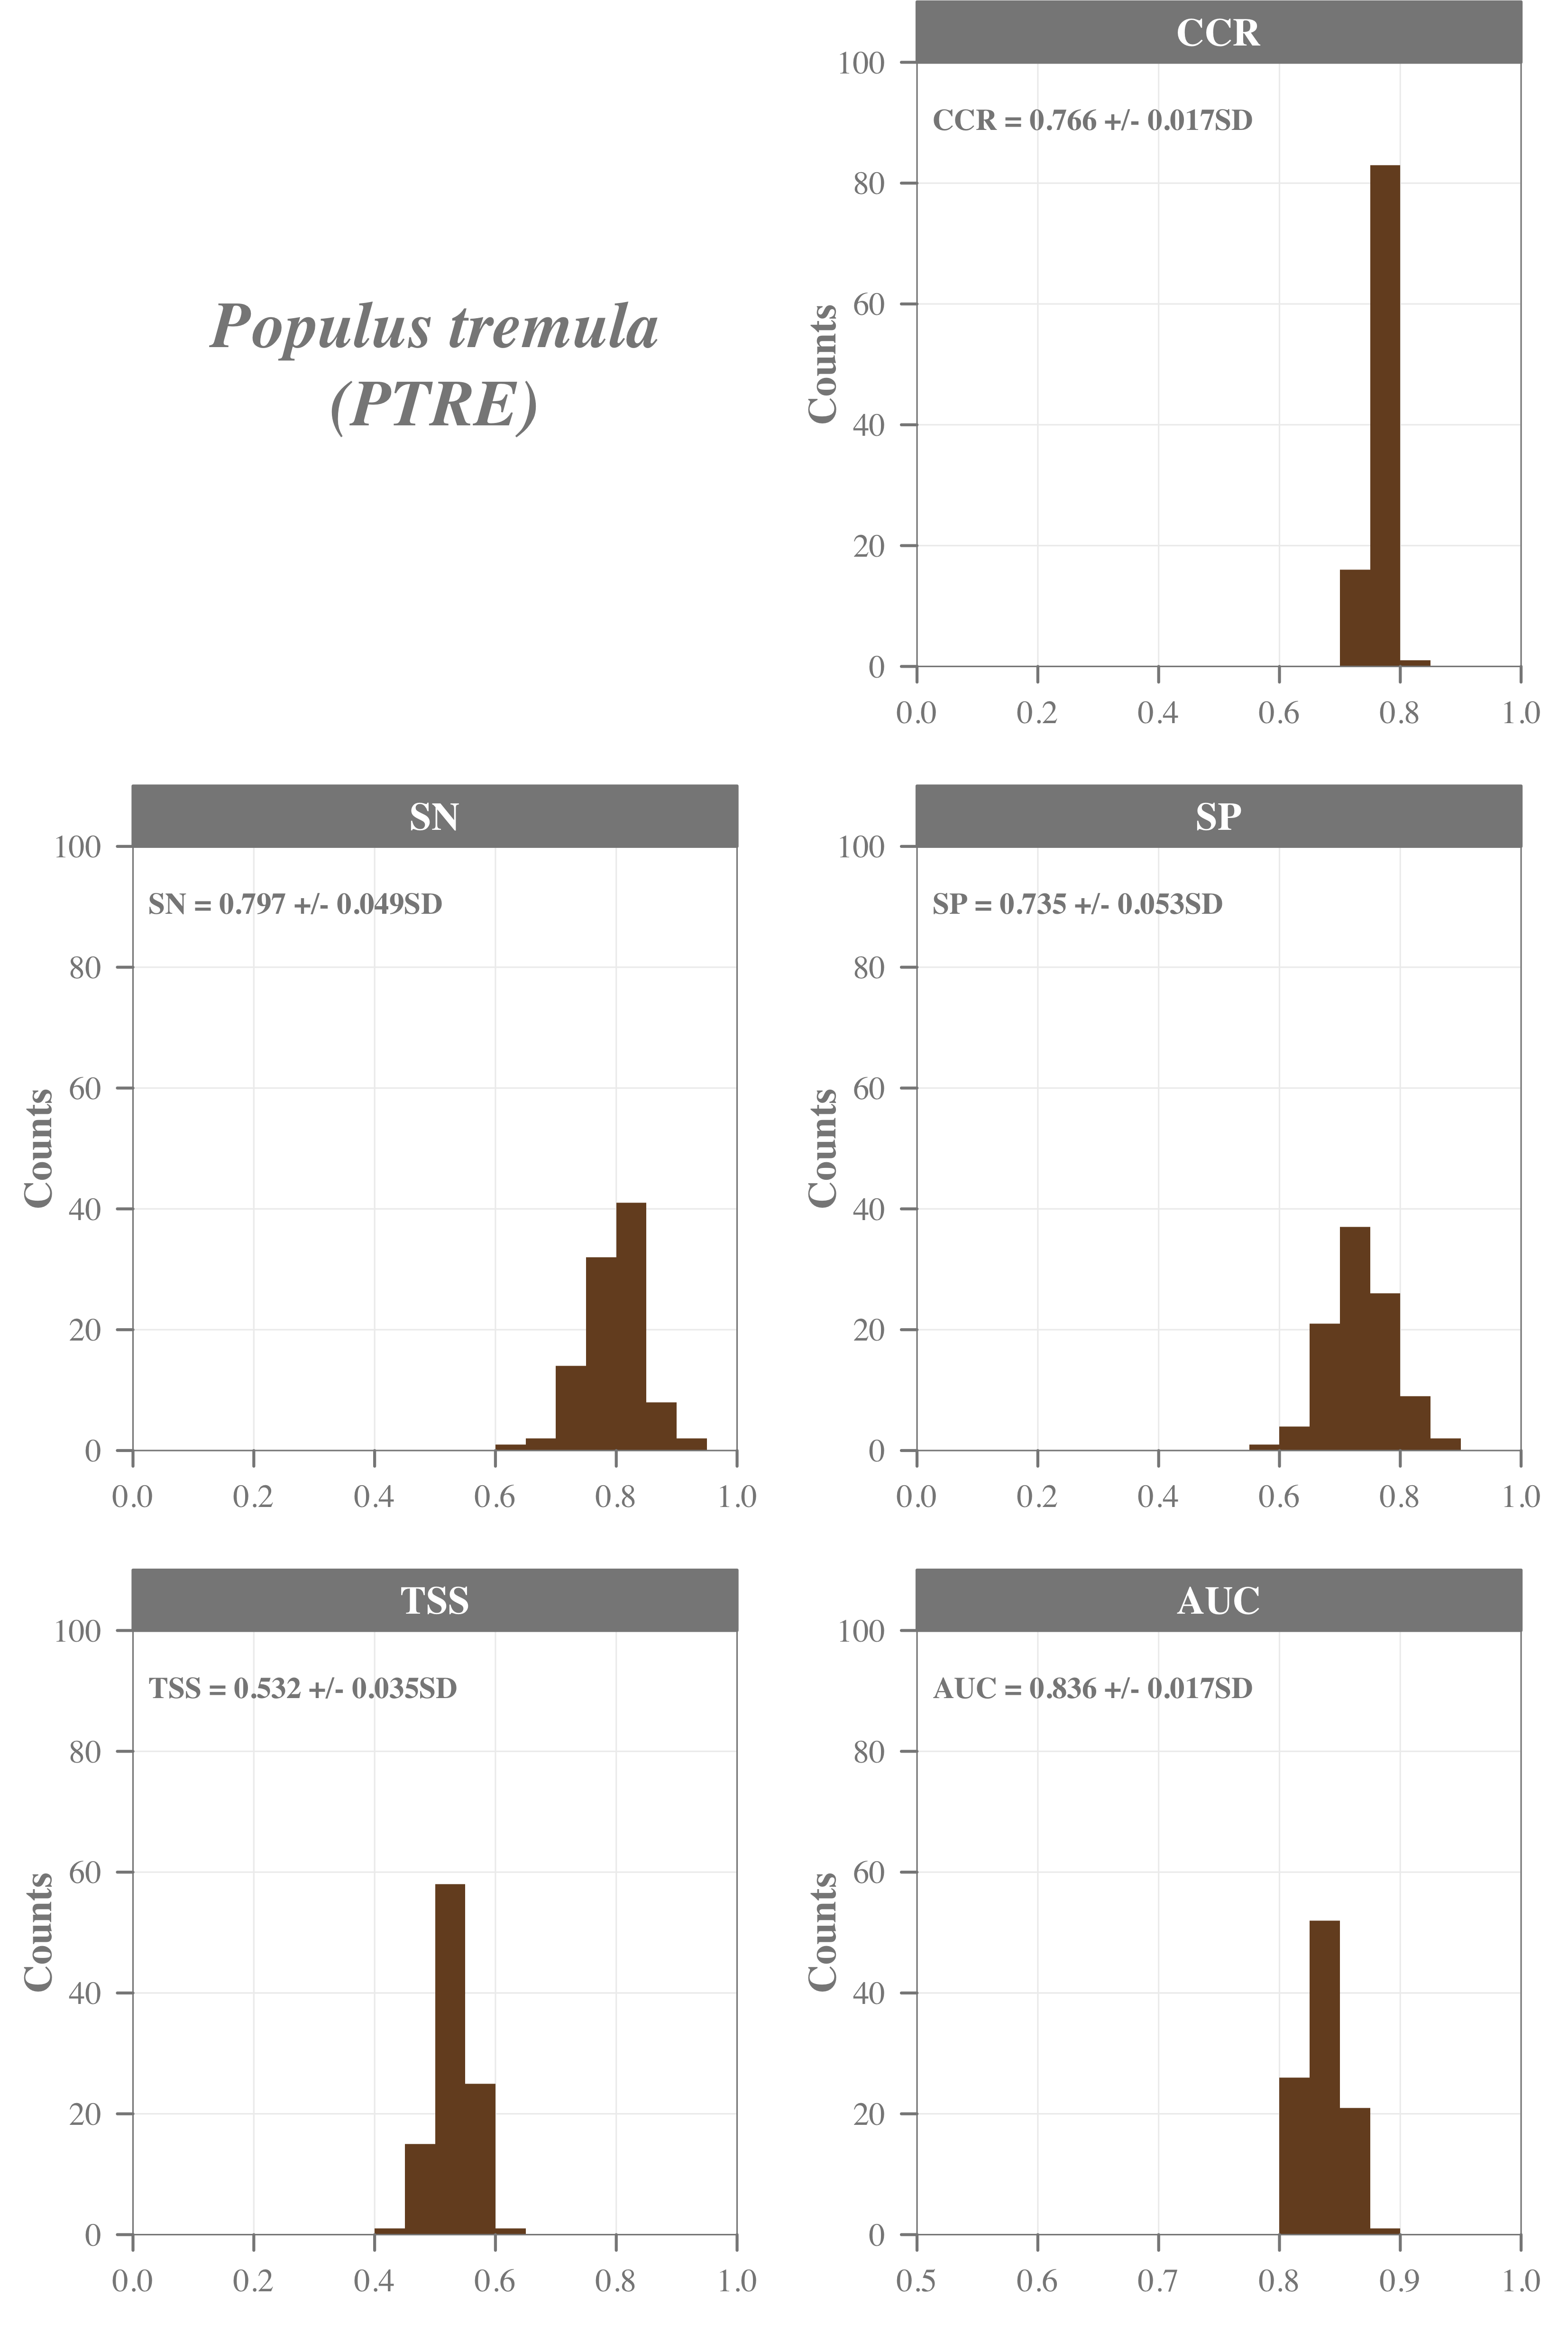 Populus tremula
(PTRE)
CCR
CCR = 0.766 +/- 0.017SD
Counts
100
80
60
40
20
0
0.0 0.2 0.4 0.6 0.8 1.0
SN
SN = 0.797 +/- 0.049SD
Counts
100
80
60
40
20
0
0.0 0.2 0.4 0.6 0.8 1.0
SP
SP = 0.735 +/- 0.053SD
Counts
100
80
60
40
20
0
0.0 0.2 0.4 0.6 0.8 1.0
TSS
TSS = 0.532 +/- 0.035SD
Counts
100
80
60
40
20
0
0.0 0.2 0.4 0.6 0.8 1.0
AUC
AUC = 0.836 +/- 0.017SD
Counts
100
80
60
40
20
0
0.5 0.6 0.7 0.8 0.9 1.0